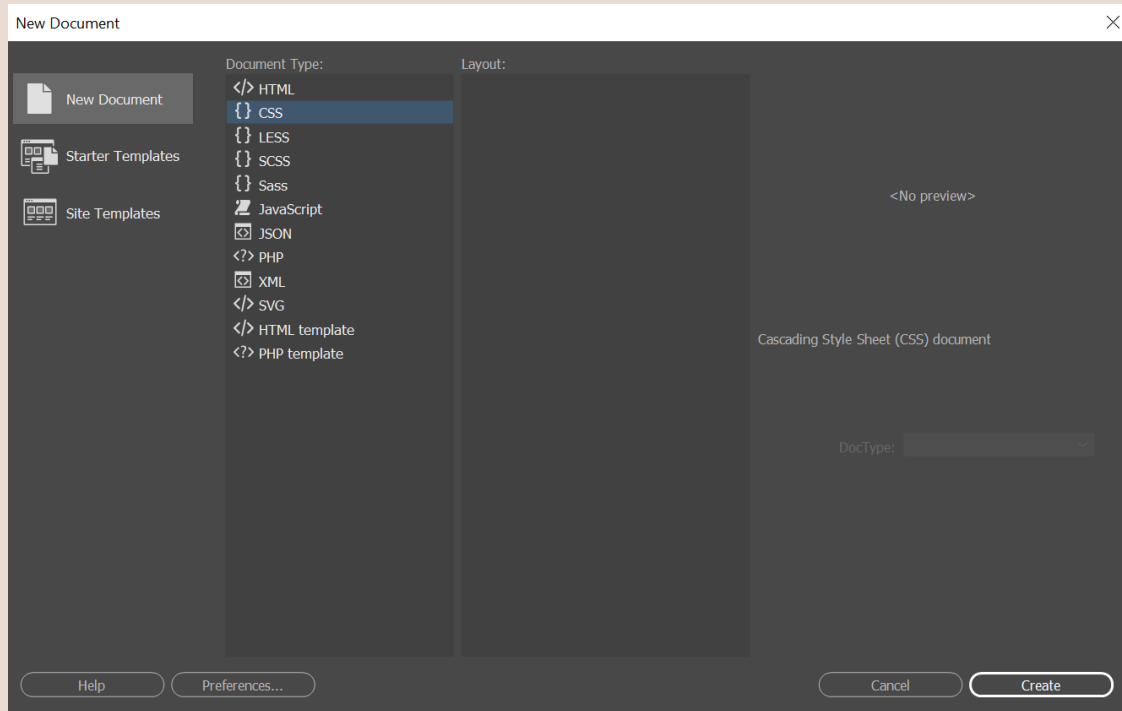 New Document
New Document
Starter Templates
Site Templates
Document Type:
HTML
CSS
LESS
SCSS
Sass
JavaScript
JSON
PHP
XML
SVG
HTML template
PHP template
Layout:
<No preview>
Cascading Style Sheet (CSS) document
DocType:
Help
Preferences...
Cancel
Create